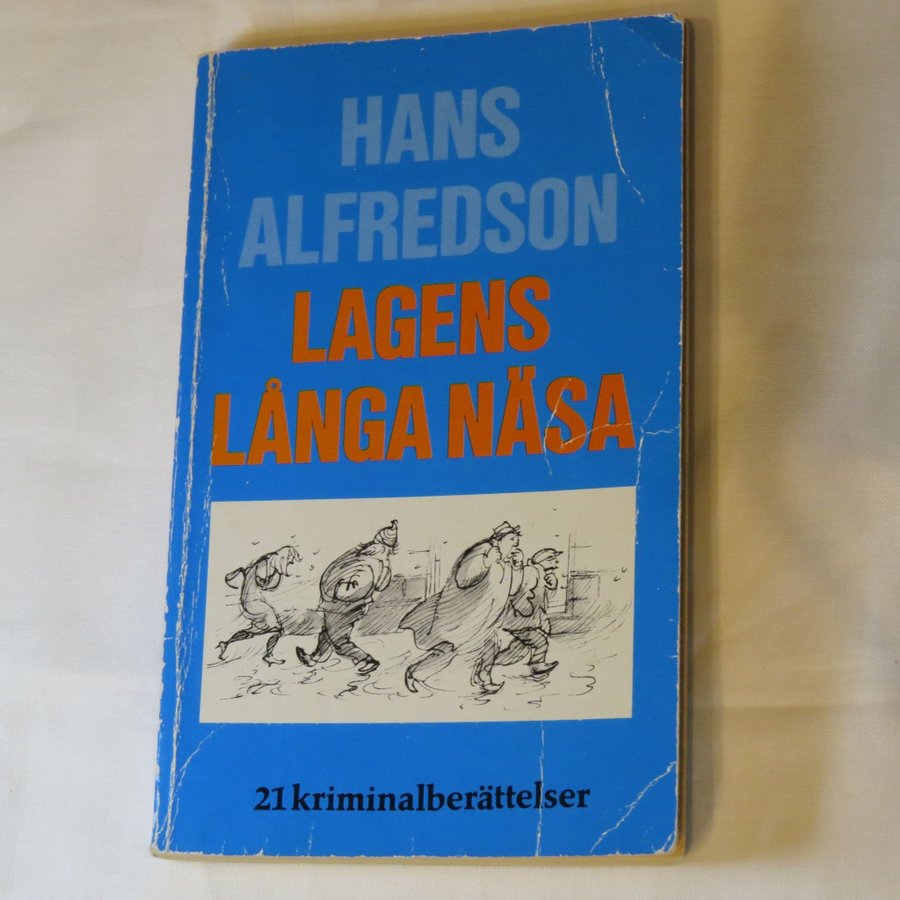 HANS
ALFREDSON
LAGENS
LÅNGA NÄSA
21 kriminalberättelser